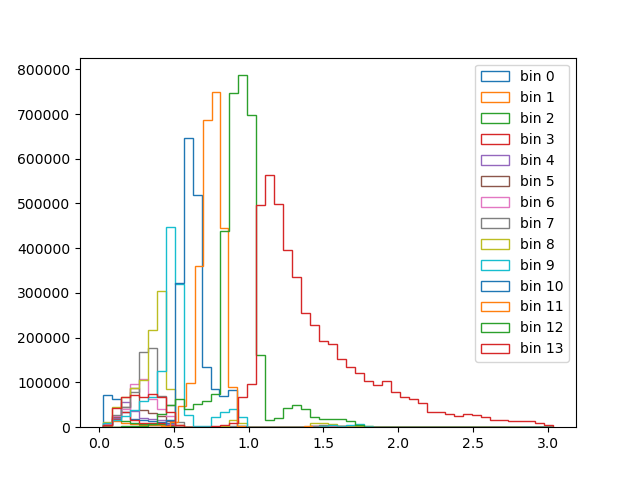 800000
700000
600000
500000
400000
300000
200000
100000
0
0.0 0.5 1.0 1.5 2.0 2.5 3.0
bin 0
bin 1
bin 2
bin 3
bin 4
bin 5
bin 6
bin 7
bin 8
bin 9
bin 10
bin 11
bin 12
bin 13